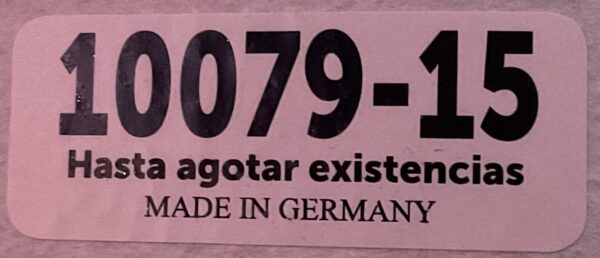 10079-15
Hasta agotar existencias
MADE IN GERMANY